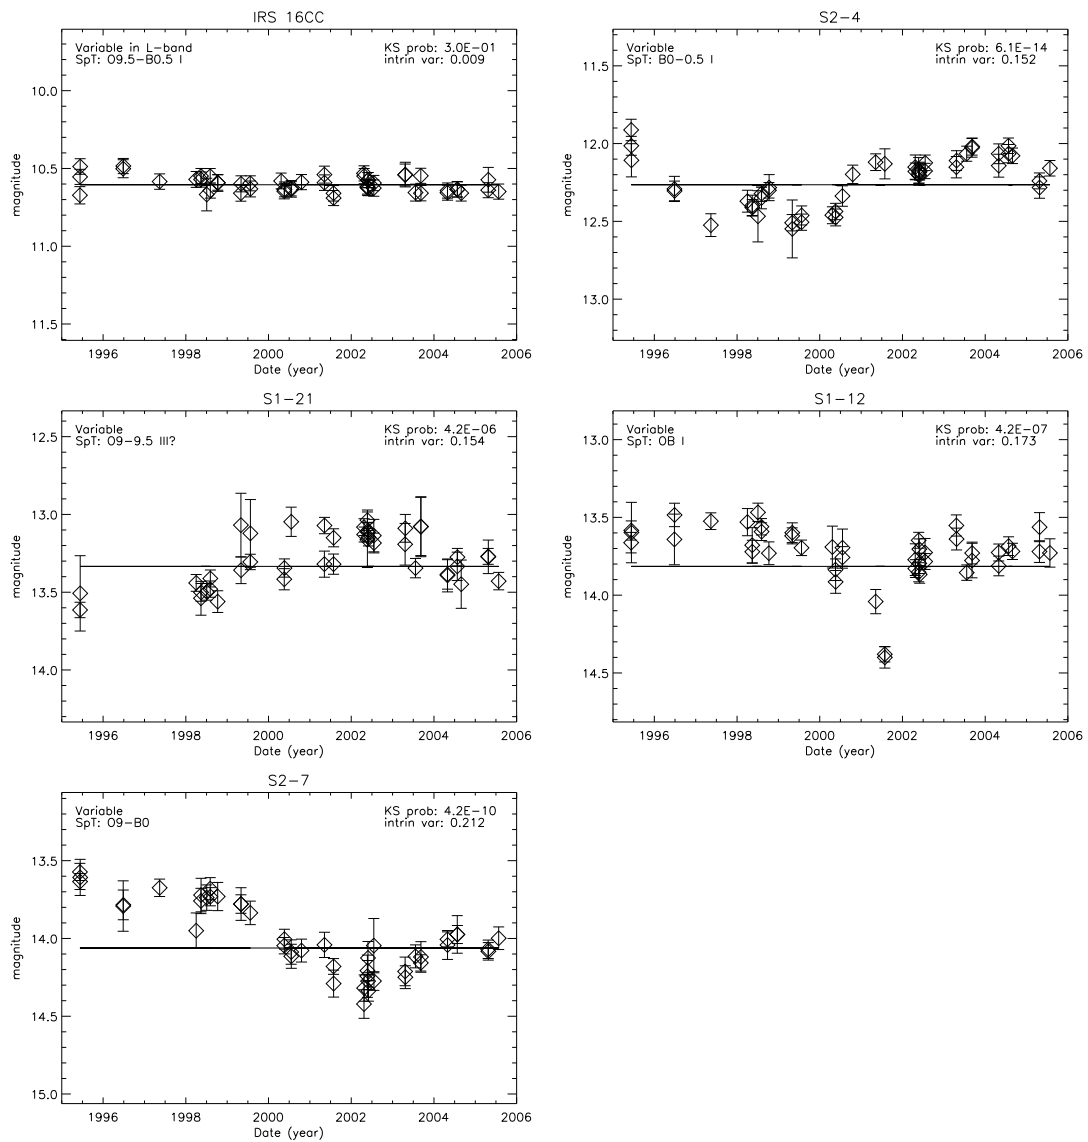 IRS 16CC
Variable in L-band
SpT: O9.5-B0.5 I
KS prob: 3.0E-01
intrin var: 0.009
magnitude
10.0
10.5
11.0
11.5
1996 1998 2000 2002 2004 2006
Date (year)
S2-4
Variable
SpT: B0-0.5 I
KS prob: 6.1E-14
intrin var: 0.152
magnitude
11.5
12.0
12.5
13.0
1996 1998 2000 2002 2004 2006
Date (year)
S1-21
Variable
SpT: O9-9.5 III?
KS prob: 4.2E-06
intrin var: 0.154
magnitude
12.5
13.0
13.5
14.0
1996 1998 2000 2002 2004 2006
Date (year)
S1-12
Variable
SpT: OB I
KS prob: 4.2E-07
intrin var: 0.173
magnitude
13.0
13.5
14.0
14.5
1996 1998 2000 2002 2004 2006
Date (year)
S2-7
Variable
SpT: O9-B0
KS prob: 4.2E-10
intrin var: 0.212
magnitude
13.5
14.0
14.5
15.0
1996 1998 2000 2002 2004 2006
Date (year)